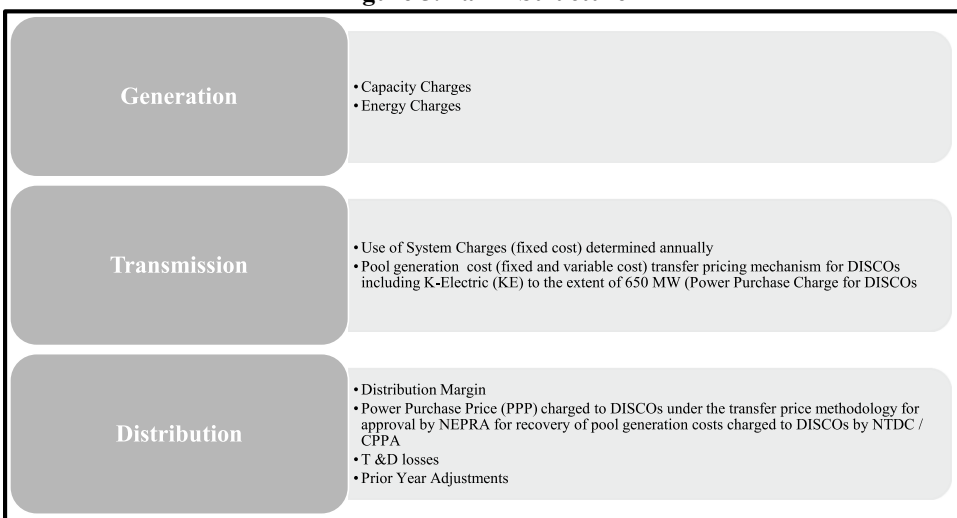 Generation
• Capacity Charges
• Energy Charges
Transmission
• Use of System Charges (fixed cost) determined annually
• Pool generation cost (fixed and variable cost) transfer pricing mechanism for DISCOs
including K-Electric (KE) to the extent of 650 MW (Power Purchase Charge for DISCOs
Distribution
• Distribution Margin
• Power Purchase Price (PPP) charged to DISCOs under the transfer price methodology for
approval by NEPRA for recovery of pool generation costs charged to DISCOs by NTDC /
CPPA
• T &D losses
• Prior Year Adjustments